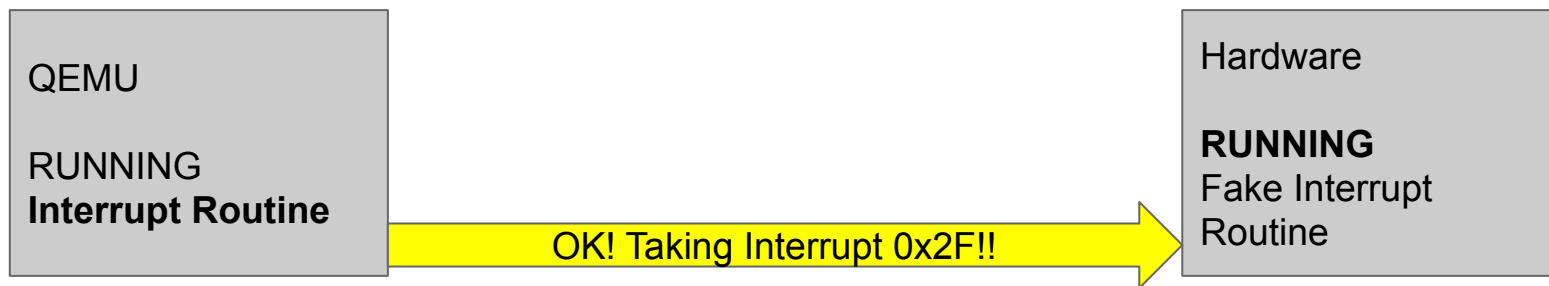 QEMU
RUNNING
Interrupt Routine
OK! Taking Interrupt 0x2F!!
Hardware
RUNNING
Fake Interrupt
Routine